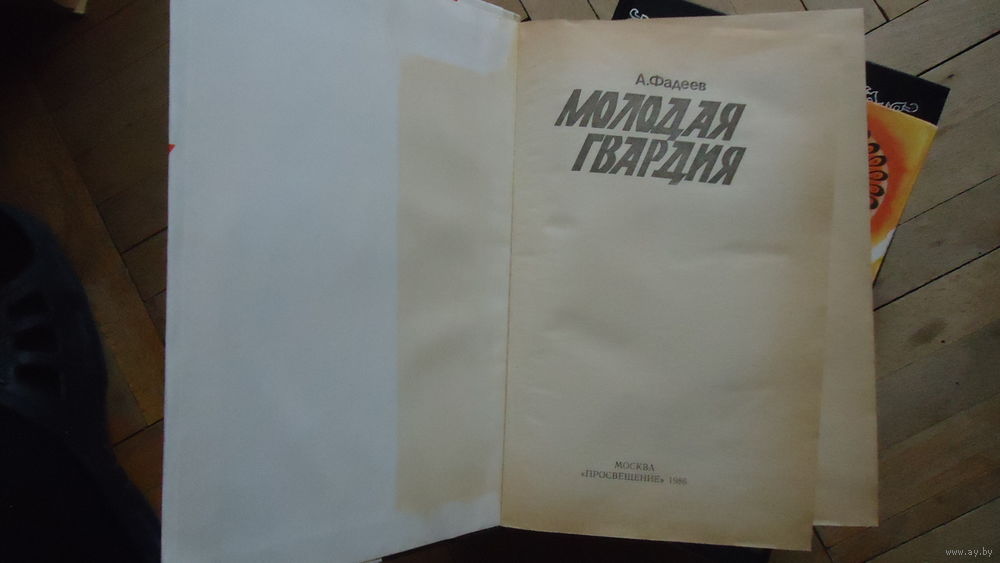 А.Фадеев
МОЛОДАЯ
ГВАРДИЯ
МОСКВА
«ПРОСВЕЩЕНИЕ» 1986
www.ay.by